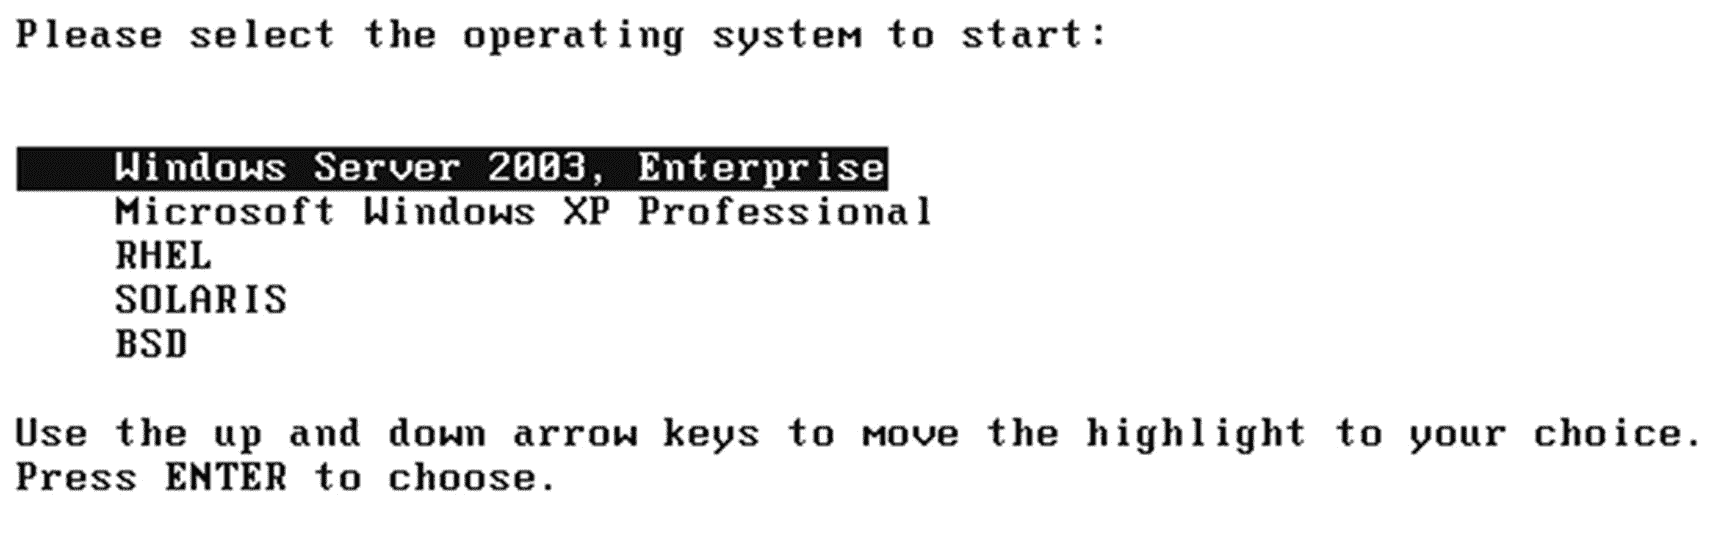 Please select the operating system to start:
Windows Server 2003, Enterprise
Microsoft Windows XP Professional
RHEL
SOLARIS
BSD
Use the up and down arrow keys to move the highlight to your choice.
Press ENTER to choose.